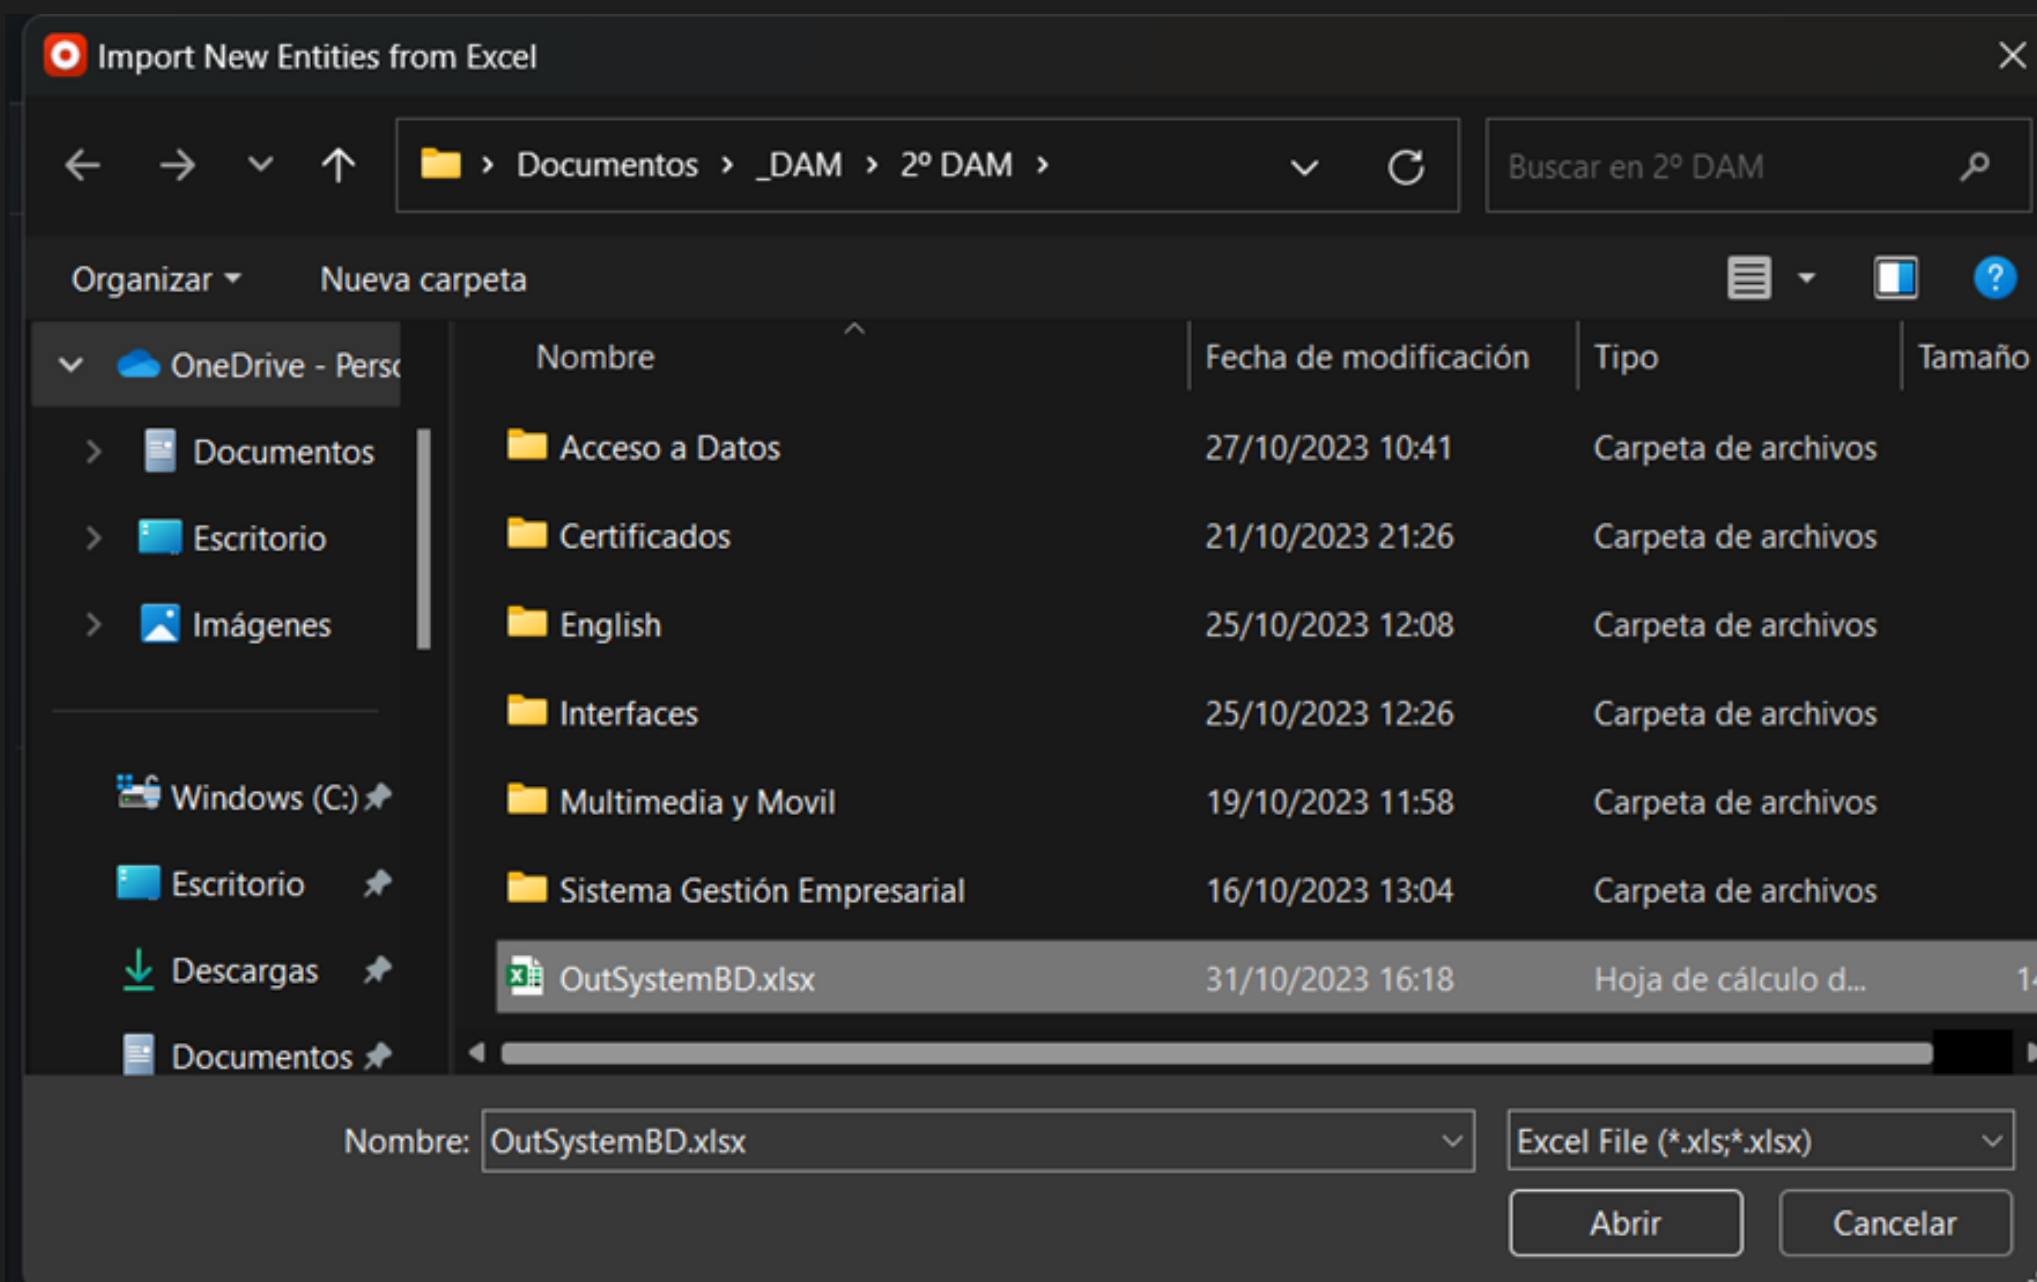 Import New Entities from Excel
Documentos _DAM 2º DAM
Buscar en 2º DAM
Organizar Nueva carpeta
Nombre Fecha de modificación Tipo Tamaño
OneDrive - Perso
Documentos
Escritorio
Imágenes
Windows (C:)
Escritorio
Descargas
Documentos
Acceso a Datos 27/10/2023 10:41 Carpeta de archivos
Certificados 21/10/2023 21:26 Carpeta de archivos
English 25/10/2023 12:08 Carpeta de archivos
Interfaces 25/10/2023 12:26 Carpeta de archivos
Multimedia y Movil 19/10/2023 11:58 Carpeta de archivos
Sistema Gestión Empresarial 16/10/2023 13:04 Carpeta de archivos
OutSystemBD.xlsx 31/10/2023 16:18 Hoja de cálculo d...
Nombre: OutSystemBD.xlsx Excel File (*.xls;*.xlsx)
Abrir Cancelar